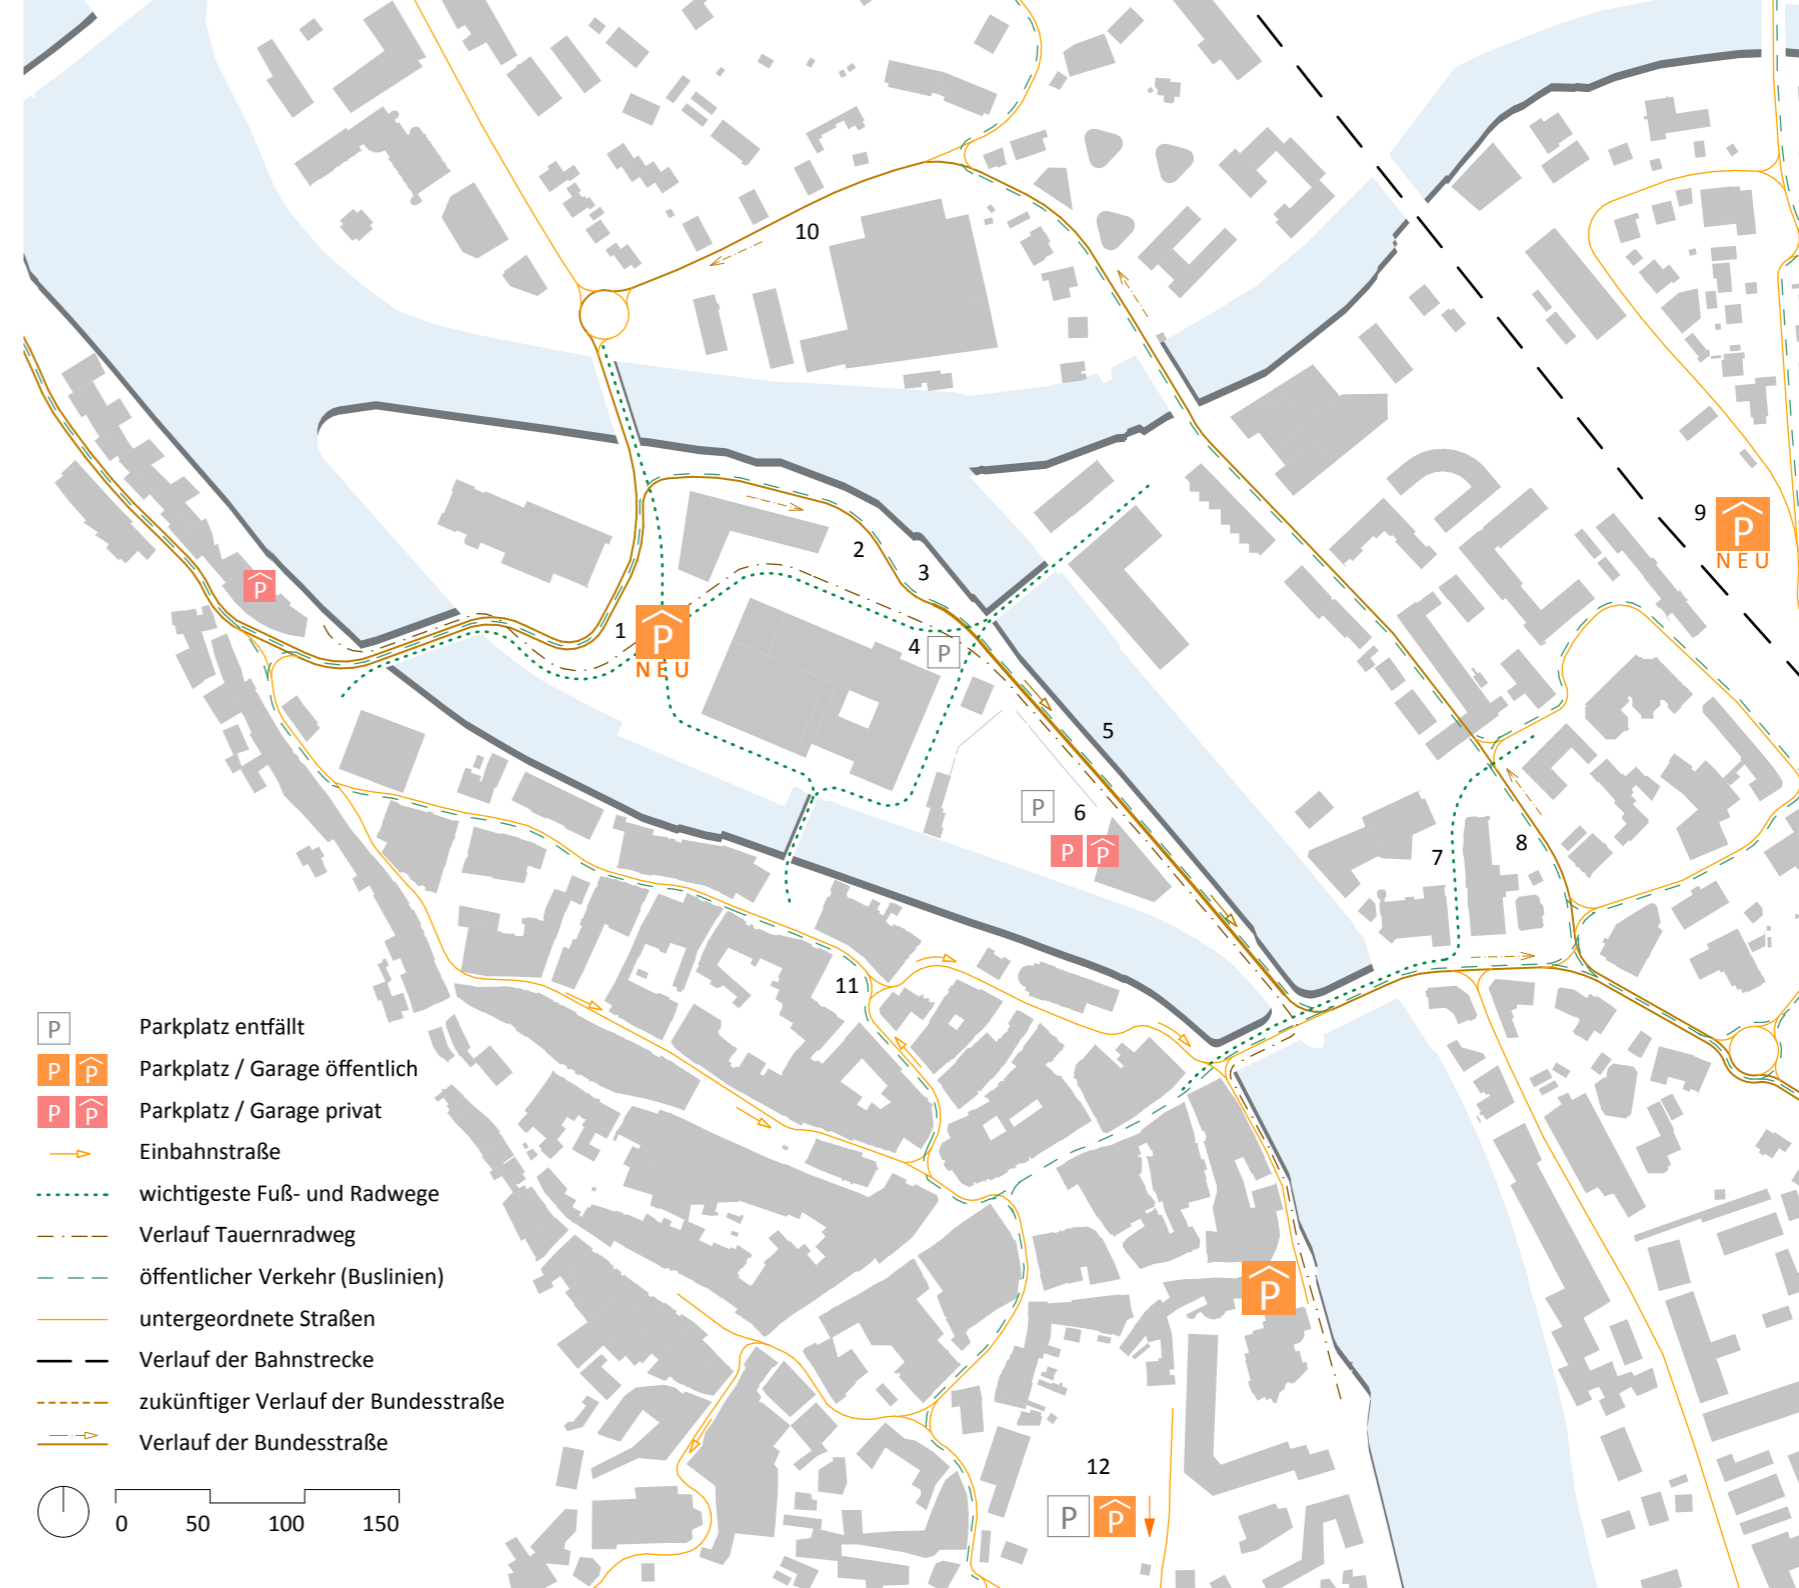 10
9
P
NEU
2
3
P
1
P
NEU
4
P
5
P
6
P P
7
8
11
P
12
P P
P Parkplatz entfällt
P P Parkplatz / Garage öffentlich
P P Parkplatz / Garage privat
Einbahnstraße
wichtigeste Fuß- und Radwege
Verlauf Tauernradweg
öffentlicher Verkehr (Buslinien)
untergeordnete Straßen
Verlauf der Bahnstrecke
zukünftiger Verlauf der Bundesstraße
Verlauf der Bundesstraße
0 50 100 150